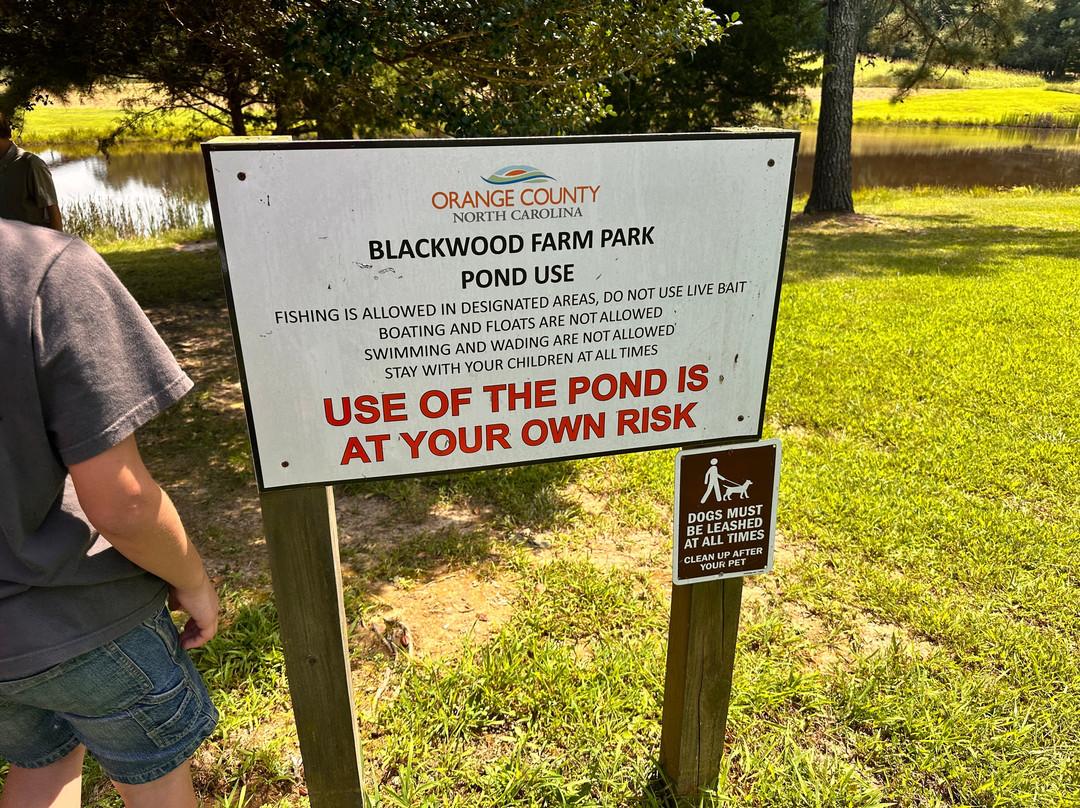 ORANGE COUNTY
NORTH CAROLINA
BLACKWOOD FARM PARK
POND USE
FISHING IS ALLOWED IN DESIGNATED AREAS, DO NOT USE LIVE BAIT
BOATING AND FLOATS ARE NOT ALLOWED
SWIMMING AND WADING ARE NOT ALLOWED
STAY WITH YOUR CHILDREN AT ALL TIMES
USE OF THE POND IS
AT YOUR OWN RISK
DOGS MUST
BE LEASHED
AT ALL TIMES
CLEAN UP AFTER
YOUR PET